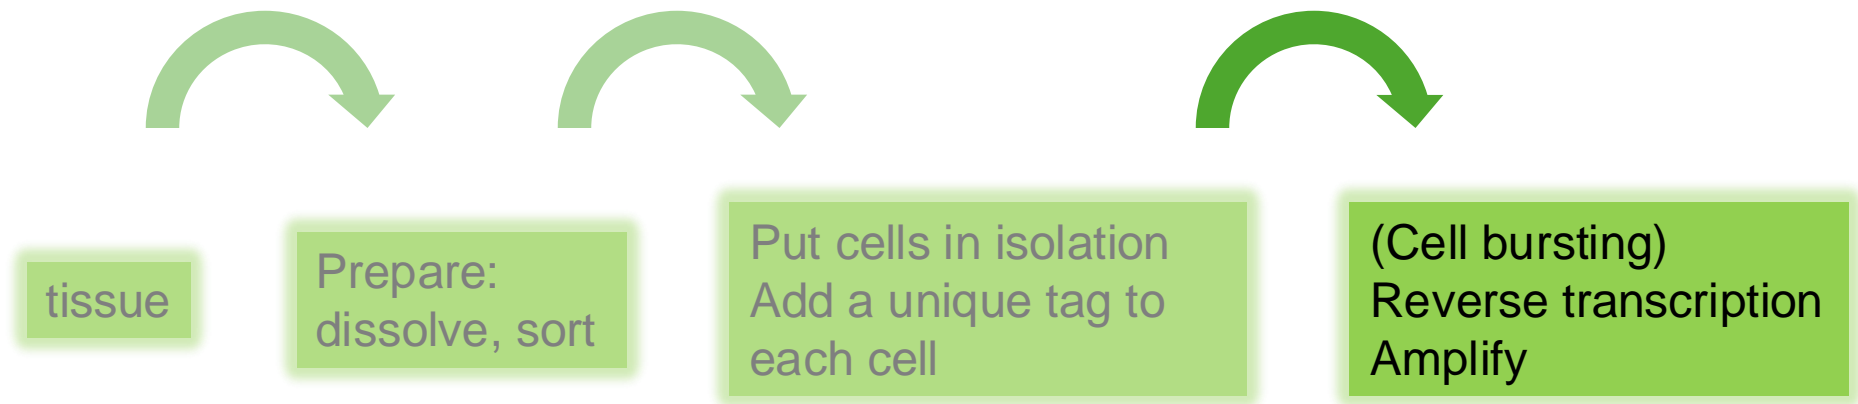 tissue
Prepare:
dissolve, sort
Put cells in isolation
Add a unique tag to
each cell
(Cell bursting)
Reverse transcription
Amplify